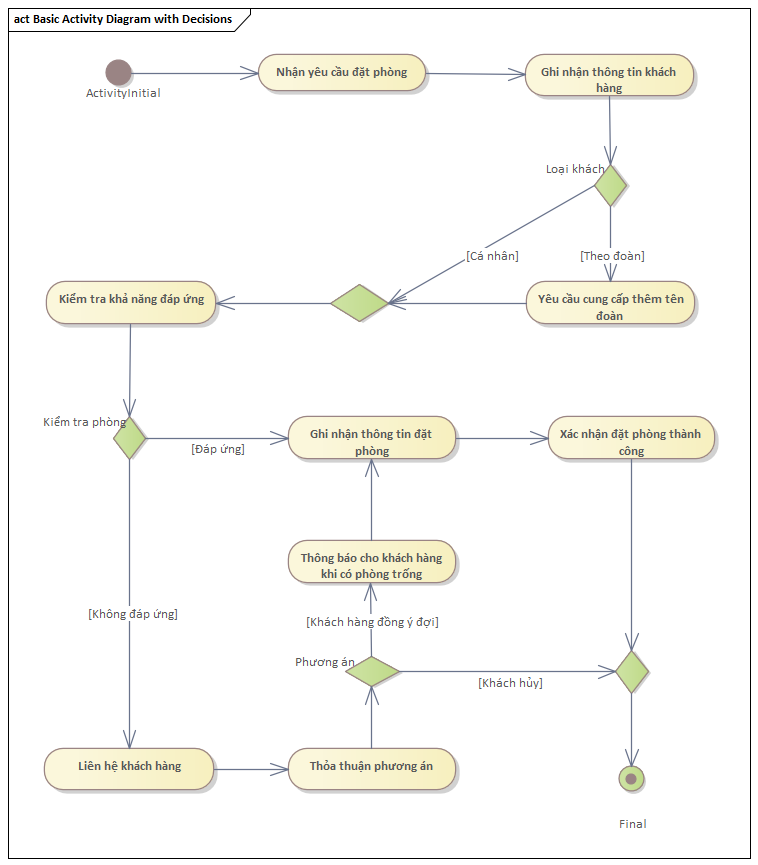 act Basic Activity Diagram with Decisions
Nhận yêu cầu đặt phòng
Ghi nhận thông tin khách
hàng
ActivityInitial
Loại khách
[Cá nhân]
[Theo đoàn]
Kiểm tra khả năng đáp ứng
Yêu cầu cung cấp thêm tên
đoàn
Kiểm tra phòng
[Đáp ứng]
Ghi nhận thông tin đặt
phòng
Xác nhận đặt phòng thành
công
Thông báo cho khách hàng
khi có phòng trống
[Không đáp ứng]
[Khách hàng đồng ý đợi]
Phương án
[Khách hủy]
Liên hệ khách hàng
Thỏa thuận phương án
Final